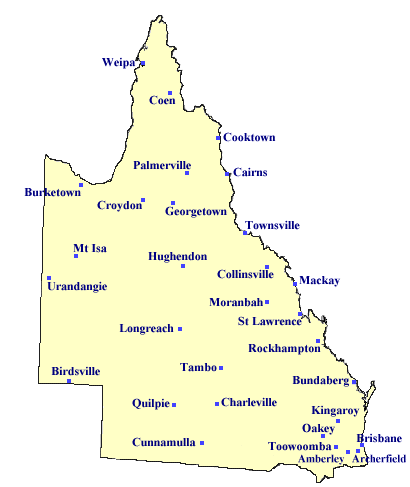 Weipa
Coen
Cooktown
Palmerville
Cairns
Burketown
Croydon
Georgetown
Townsville
Mt Isa
Hughendon
Collinsville
Mackay
Urandangie
Moranbah
St Lawrence
Longreach
Rockhampton
Birdsville
Tambo
Bundaberg
Quilpie
Charleville
Kingaroy
Oakey
Cunnamulla
Toowoomba
Brisbane
Amberley
Archerfield